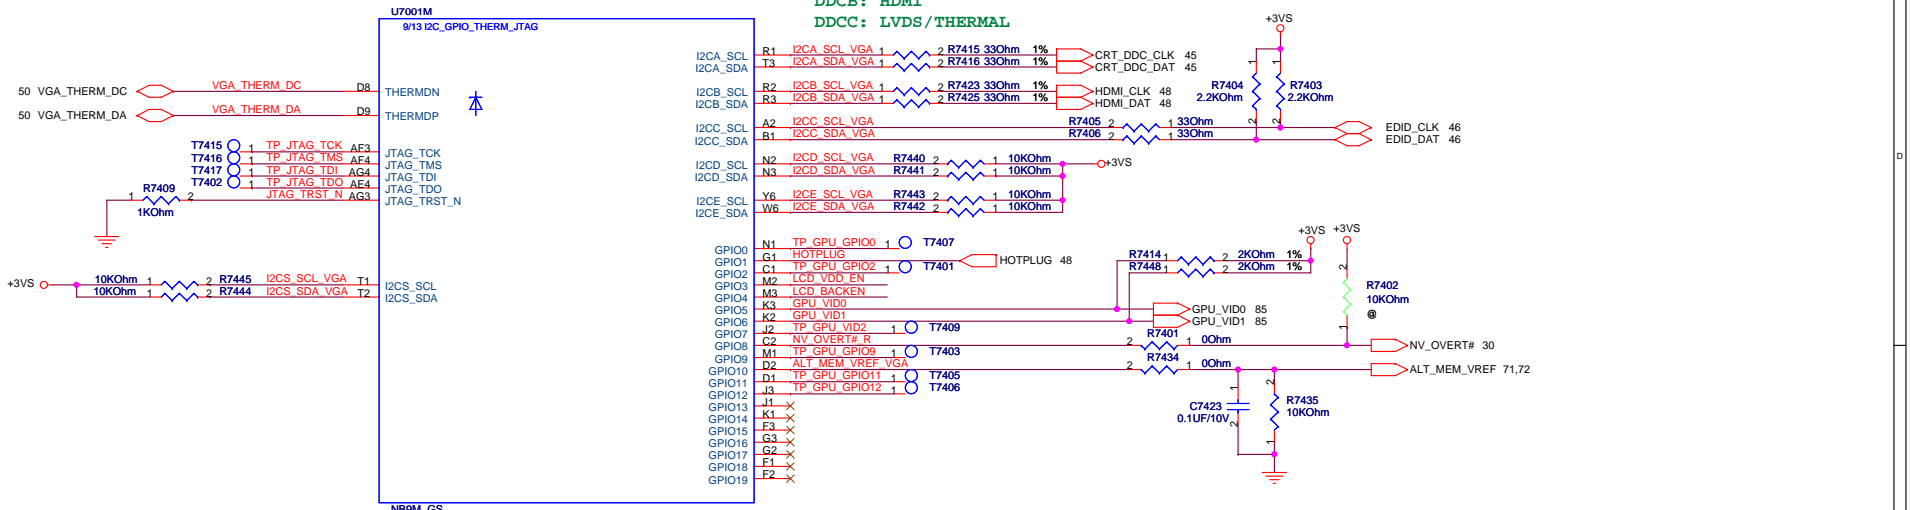 DDCB: HDMI
DDCC: LVDS/THERMAL
U7001M
9/13 I2C_GPIO_THERM_JTAG
+3VS
I2CA_SCL R1 I2CA_SCL_VGA 1 2 R7415 33Ohm 1% CRT_DDC_CLK 45
I2CA_SDA T3 I2CA_SDA_VGA 1 2 R7416 33Ohm 1% CRT_DDC_DAT 45
R7404 2.2KOhm 1 2
R7403 2.2KOhm 1 2
50 VGA_THERM_DC VGA_THERM_DC D8 THERMDN
I2CB_SCL R2 I2CB_SCL_VGA 1 2 R7423 33Ohm 1% HDMI_CLK 48
I2CB_SDA R3 I2CB_SDA_VGA 1 2 R7425 33Ohm 1% HDMI_DAT 48
50 VGA_THERM_DA VGA_THERM_DA D9 THERMDP
I2CC_SCL A2 I2CC_SCL_VGA R7405 2 1 33Ohm EDID_CLK 46
I2CC_SDA B1 I2CC_SDA_VGA R7406 2 1 33Ohm EDID_DAT 46
T7415 1 TP_JTAG_TCK AF3 JTAG_TCK
T7416 1 TP_JTAG_TMS AF4 JTAG_TMS
T7417 1 TP_JTAG_TDI AG4 JTAG_TDI
T7402 1 TP_JTAG_TDO AE4 JTAG_TDO
R7409 1 2 1KOhm JTAG_TRST_N AG3 JTAG_TRST_N
I2CD_SCL N2 I2CD_SCL_VGA R7440 2 1 10KOhm +3VS
I2CD_SDA N3 I2CD_SDA_VGA R7441 2 1 10KOhm
I2CE_SCL Y6 I2CE_SCL_VGA R7443 2 1 10KOhm
I2CE_SDA W6 I2CE_SDA_VGA R7442 2 1 10KOhm
+3VS 10KOhm 1 2 R7445 I2CS_SCL_VGA T1 I2CS_SCL
10KOhm 1 2 R7444 I2CS_SDA_VGA T2 I2CS_SDA
+3VS +3VS
GPIO0 N1 TP_GPU_GPIO0 1 T7407
GPIO1 G1 HOTPLUG HOTPLUG 48
R7414 1 2 2KOhm 1%
GPIO2 C1 TP_GPU_GPIO2 1 T7401
R7448 1 2 2KOhm 1%
GPIO3 M2 LCD_VDD_EN
GPIO4 M3 LCD_BACKEN
2 R7402 10KOhm @ 1
GPIO5 K3 GPU_VID0 GPU_VID0 85
GPIO6 K2 GPU_VID1 GPU_VID1 85
GPIO7 J2 TP_GPU_VID2 1 T7409
GPIO8 C2 NV_OVERT#_R 2 R7401 1 0Ohm NV_OVERT# 30
GPIO9 M1 TP_GPU_GPIO9 1 T7403
GPIO10 D2 ALT_MEM_VREF_VGA 2 R7434 1 0Ohm ALT_MEM_VREF 71,72
GPIO11 D1 TP_GPU_GPIO11 1 T7405
GPIO12 J3 TP_GPU_GPIO12 1 T7406
C7423 0.1UF/10V 1 2
R7435 10KOhm 2 1
GPIO13 J1
GPIO14 K1
GPIO15 F3
GPIO16 G3
GPIO17 G2
GPIO18 F1
GPIO19 F2
NB9M_GS
D